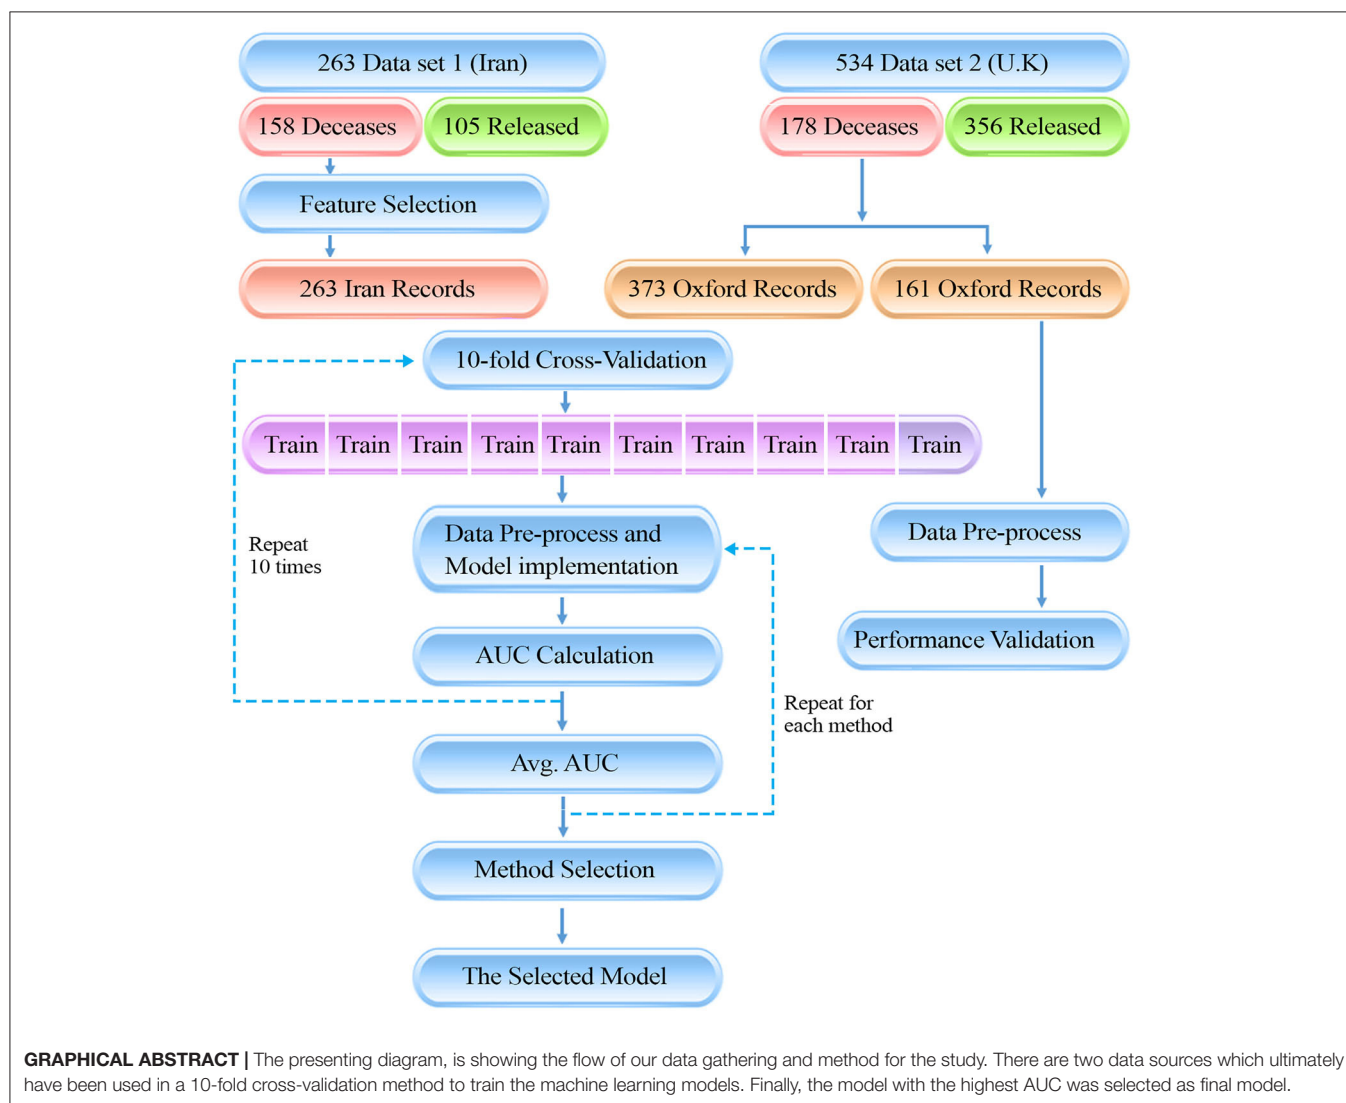 263 Data set 1 (Iran)
534 Data set 2 (U.K)
158 Deceases
105 Released
178 Deceases
356 Released
Feature Selection
263 Iran Records
373 Oxford Records
161 Oxford Records
10-fold Cross-Validation
Train Train Train Train Train Train Train Train Train Train
Repeat
10 times
Data Pre-process and
Model implementation
Data Pre-process
AUC Calculation
Performance Validation
Repeat for
each method
Avg. AUC
Method Selection
The Selected Model
GRAPHICAL ABSTRACT | The presenting diagram, is showing the flow of our data gathering and method for the study. There are two data sources which ultimately
have been used in a 10-fold cross-validation method to train the machine learning models. Finally, the model with the highest AUC was selected as final model.